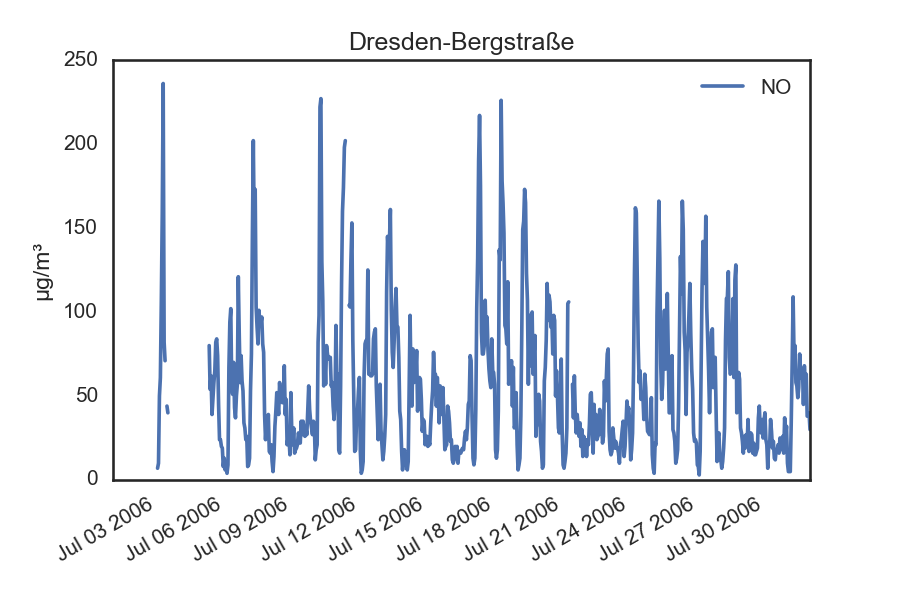 Dresden-Bergstraße
NO
µg/m³
250
200
150
100
50
0
Jul 03 2006
Jul 06 2006
Jul 09 2006
Jul 12 2006
Jul 15 2006
Jul 18 2006
Jul 21 2006
Jul 24 2006
Jul 27 2006
Jul 30 2006